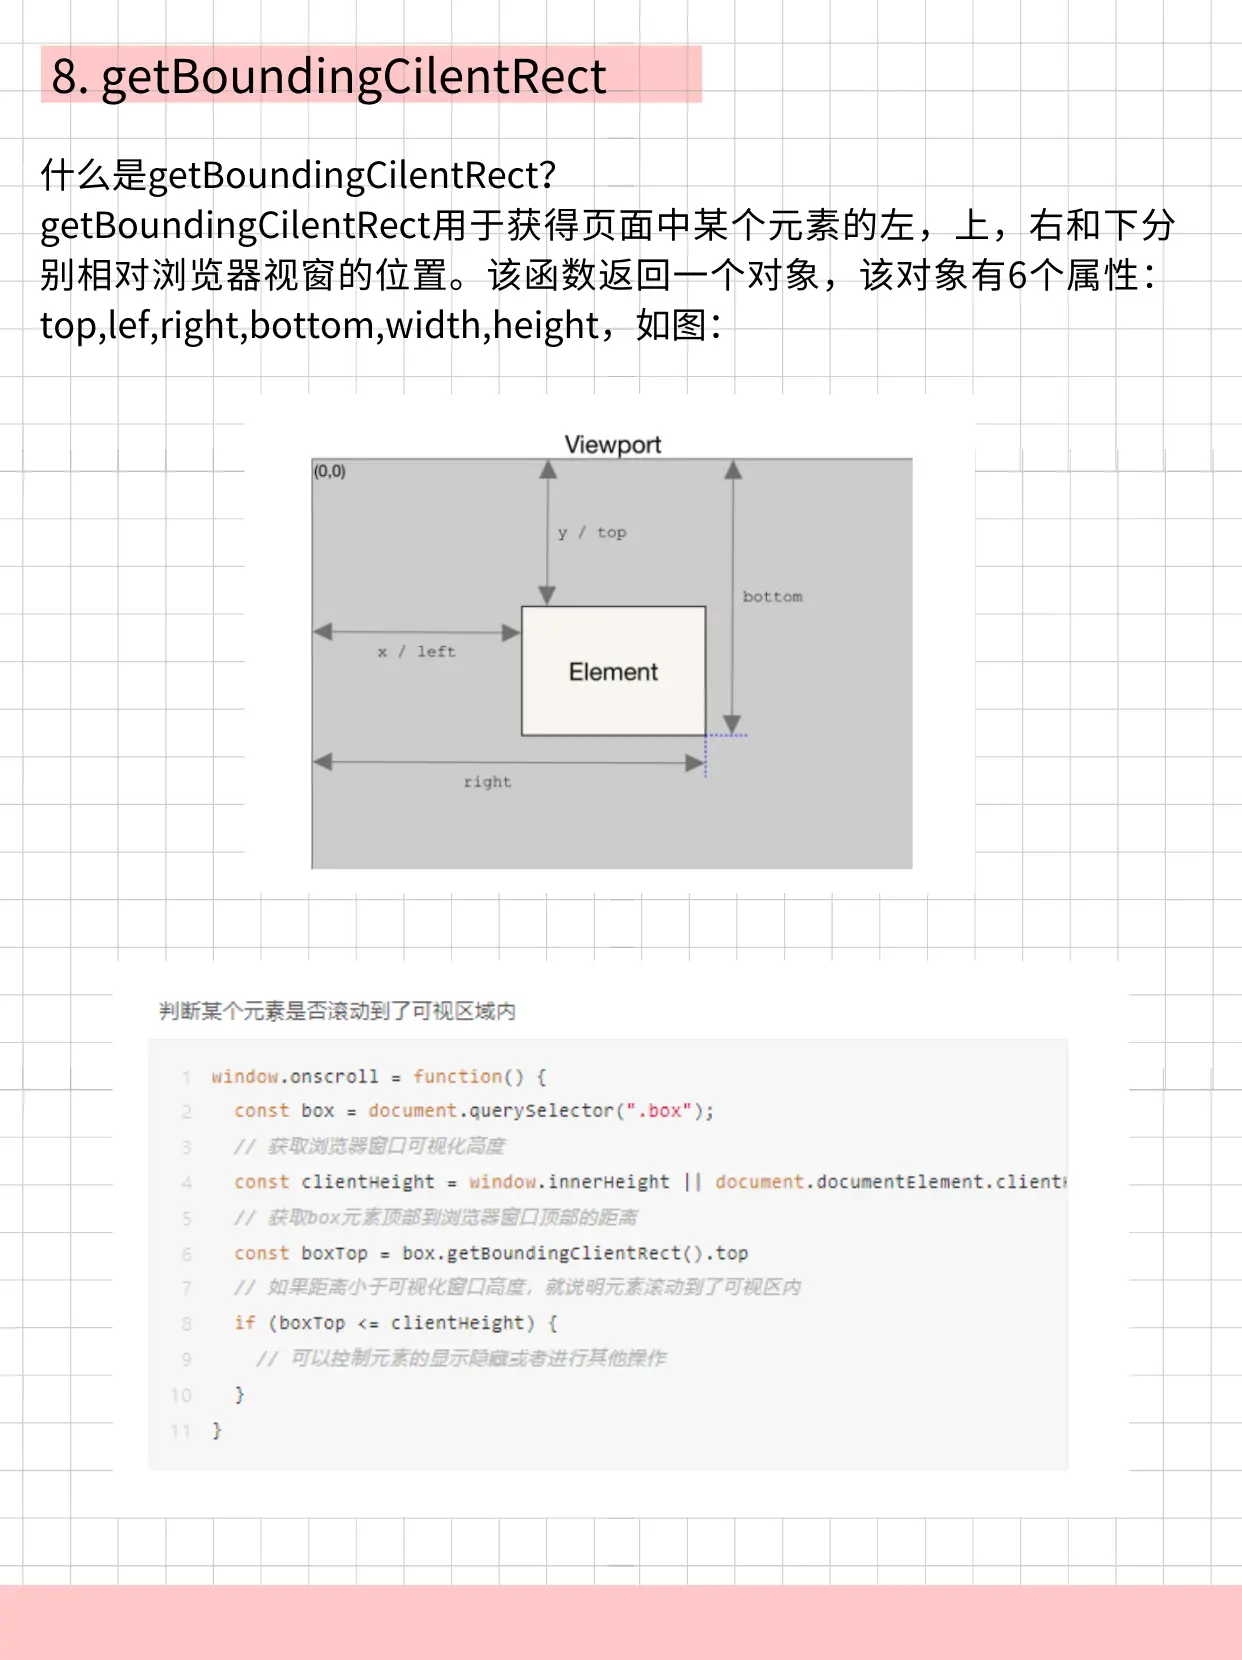 8. getBoundingCilentRect
什么是getBoundingCilentRect?
getBoundingCilentRect用于获得页面中某个元素的左，上，右和下分
别相对浏览器视窗的位置。该函数返回一个对象，该对象有6个属性：
top,lef,right,bottom,width,height，如图：
Viewport
(0,0)
y / top
bottom
x / left
Element
right
判断某个元素是否滚动到了可视区域内
1 window.onscroll = function() {
2 const box = document.querySelector(".box");
3 // 获取浏览器窗口可视化高度
4 const clientHeight = window.innerHeight || document.documentElement.client
5 // 获取box元素顶部到浏览器窗口顶部的距离
6 const boxTop = box.getBoundingClientRect().top
7 // 如果距离小于可视化窗口高度，就说明元素滚动到了可视区内
8 if (boxTop <= clientHeight) {
9 // 可以控制元素的显示隐藏或者进行其他操作
10 }
11 }